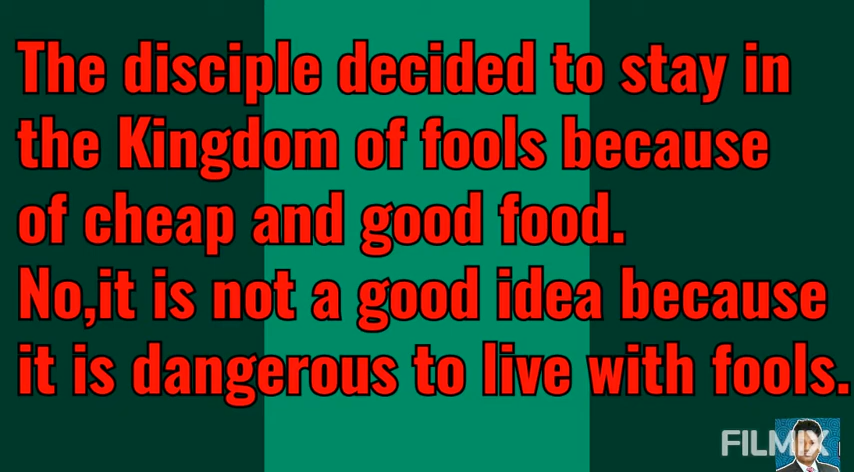 The disciple decided to stay in
the Kingdom of fools because
of cheap and good food.
No,it is not a good idea because
it is dangerous to live with fools.
FILMIX